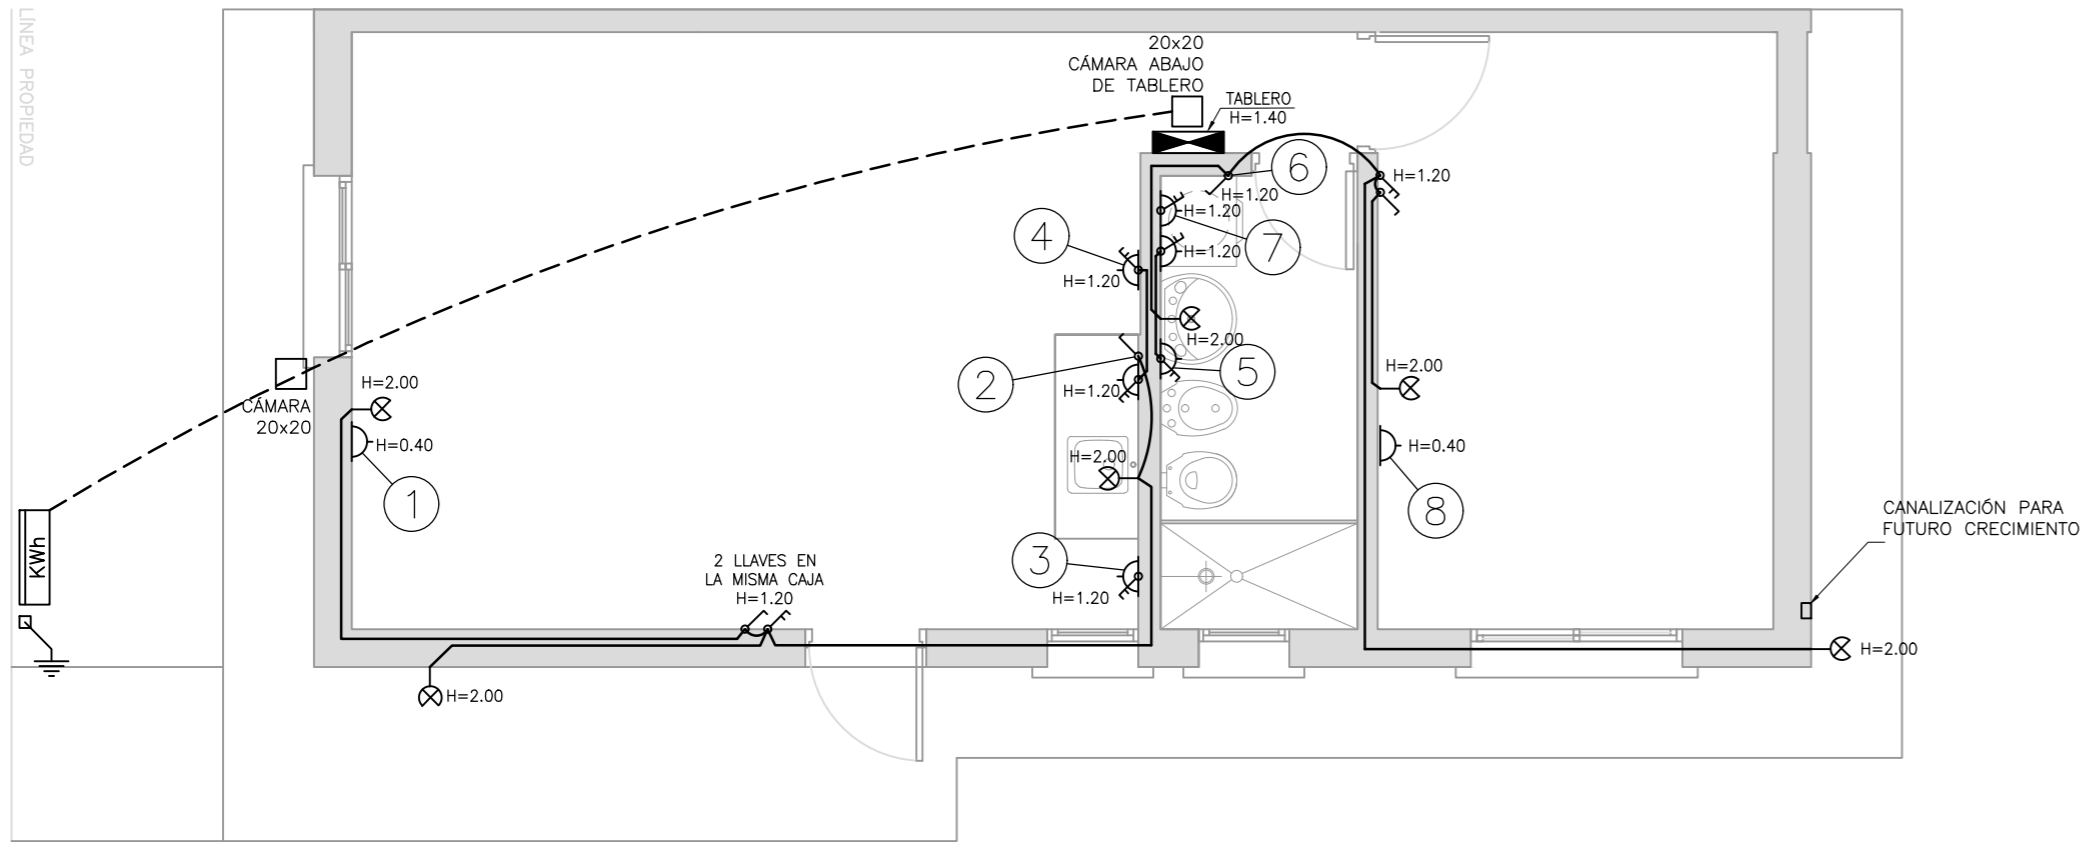 LÍNEA PROPIEDAD
20x20
CÁMARA ABAJO
DE TABLERO
TABLERO
H=1.40
6
H=1.20
H=1.20
H=1.20
7
H=1.20
4
H=1.20
H=2.00
5
2
H=1.20
H=2.00
H=2.00
CÁMARA
20x20
H=0.40
1
H=2.00
H=0.40
8
KWh
CANALIZACIÓN PARA
FUTURO CRECIMIENTO
2 LLAVES EN
LA MISMA CAJA
H=1.20
3
H=1.20
H=2.00
H=2.00